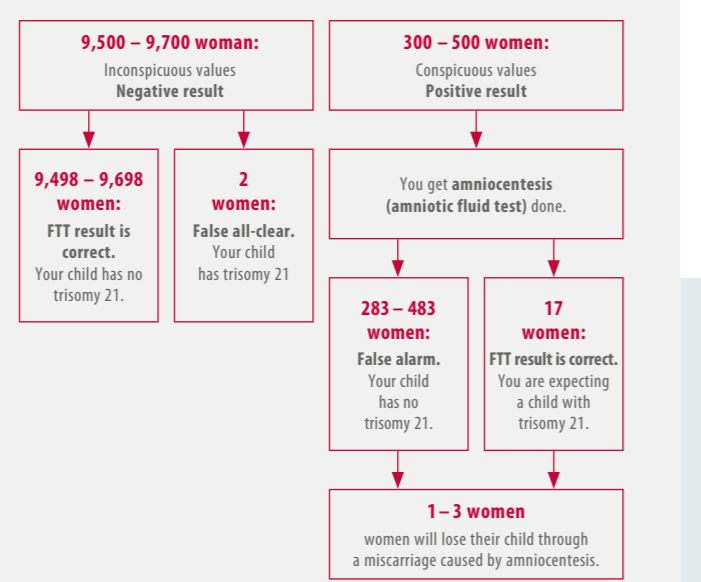 9,500 – 9,700 woman:
Inconspicuous values
Negative result
300 – 500 women:
Conspicuous values
Positive result
9,498 – 9,698
women:
FTT result is
correct.
Your child has no
trisomy 21.
2
women:
False all-clear.
Your child
has trisomy 21
You get amniocentesis
(amniotic fluid test) done.
283 – 483
women:
False alarm.
Your child
has no
trisomy 21.
17
women:
FTT result is correct.
You are expecting
a child with
trisomy 21.
1 – 3 women
women will lose their child through
a miscarriage caused by amniocentesis.